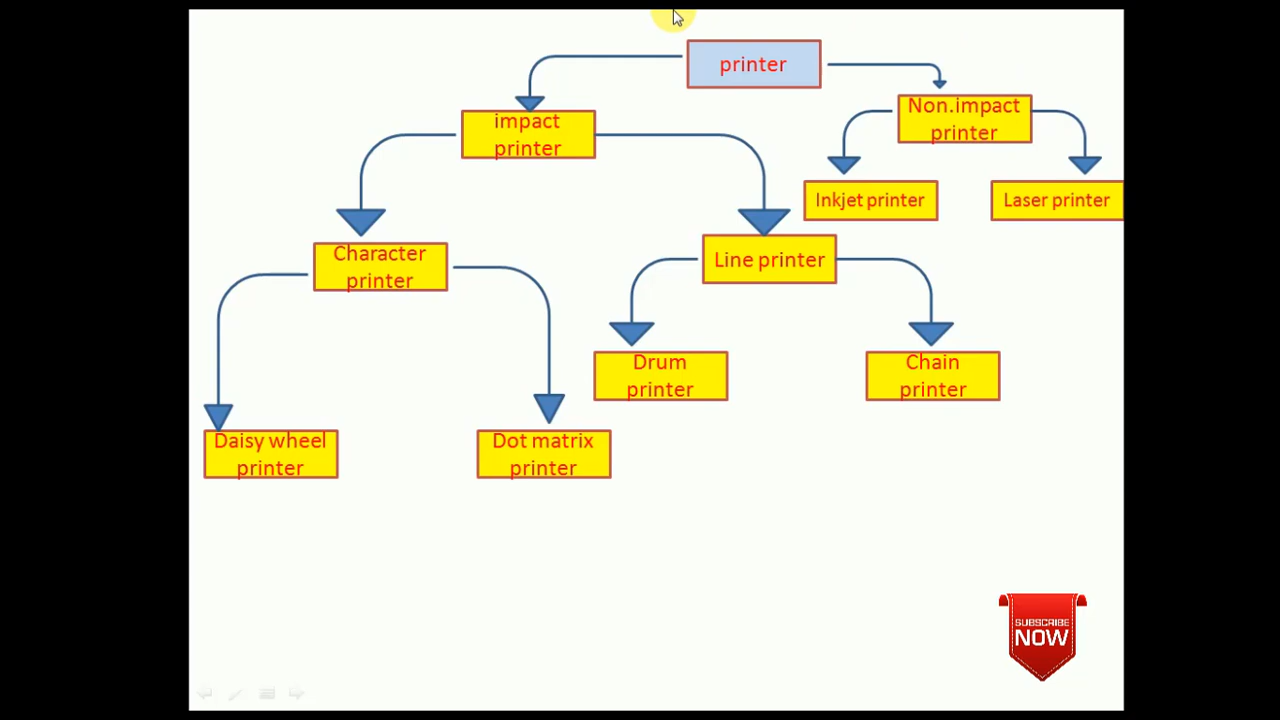 printer
impact
printer
Non.impact
printer
Inkjet printer
Laser printer
Character
printer
Line printer
Drum
printer
Chain
printer
Daisy wheel
printer
Dot matrix
printer
SUBSCRIBE
NOW